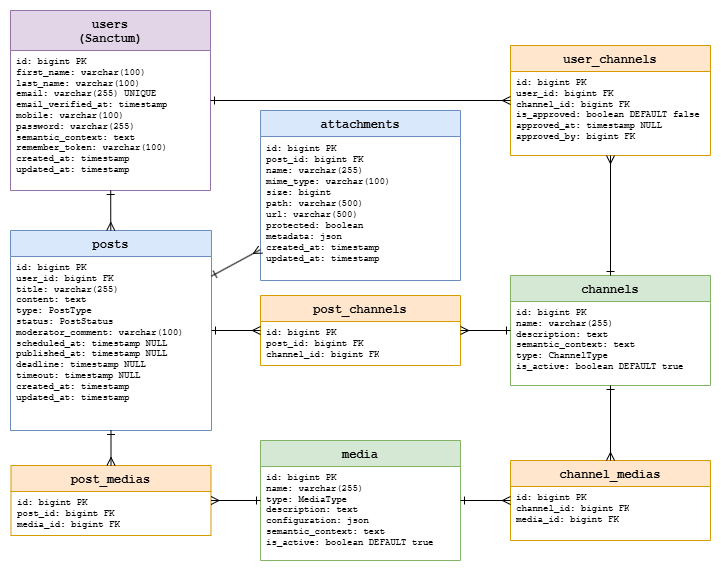 users
(Sanctum)
id: bigint PK
first_name: varchar(100)
last_name: varchar(100)
email: varchar(255) UNIQUE
email_verified_at: timestamp
mobile: varchar(100)
password: varchar(255)
semantic_context: text
remember_token: varchar(100)
created_at: timestamp
updated_at: timestamp
user_channels
id: bigint PK
user_id: bigint FK
channel_id: bigint FK
is_approved: boolean DEFAULT false
approved_at: timestamp NULL
approved_by: bigint FK
attachments
id: bigint PK
post_id: bigint FK
name: varchar(255)
mime_type: varchar(100)
size: bigint
path: varchar(500)
url: varchar(500)
protected: boolean
metadata: json
created_at: timestamp
updated_at: timestamp
posts
id: bigint PK
user_id: bigint FK
title: varchar(255)
content: text
type: PostType
status: PostStatus
moderator_comment: varchar(100)
scheduled_at: timestamp NULL
published_at: timestamp NULL
deadline: timestamp NULL
timeout: timestamp NULL
created_at: timestamp
updated_at: timestamp
post_channels
id: bigint PK
post_id: bigint FK
channel_id: bigint FK
channels
id: bigint PK
name: varchar(255)
description: text
semantic_context: text
type: ChannelType
is_active: boolean DEFAULT true
post_medias
id: bigint PK
post_id: bigint FK
media_id: bigint FK
media
id: bigint PK
name: varchar(255)
type: MediaType
description: text
configuration: json
semantic_context: text
is_active: boolean DEFAULT true
channel_medias
id: bigint PK
channel_id: bigint FK
media_id: bigint FK